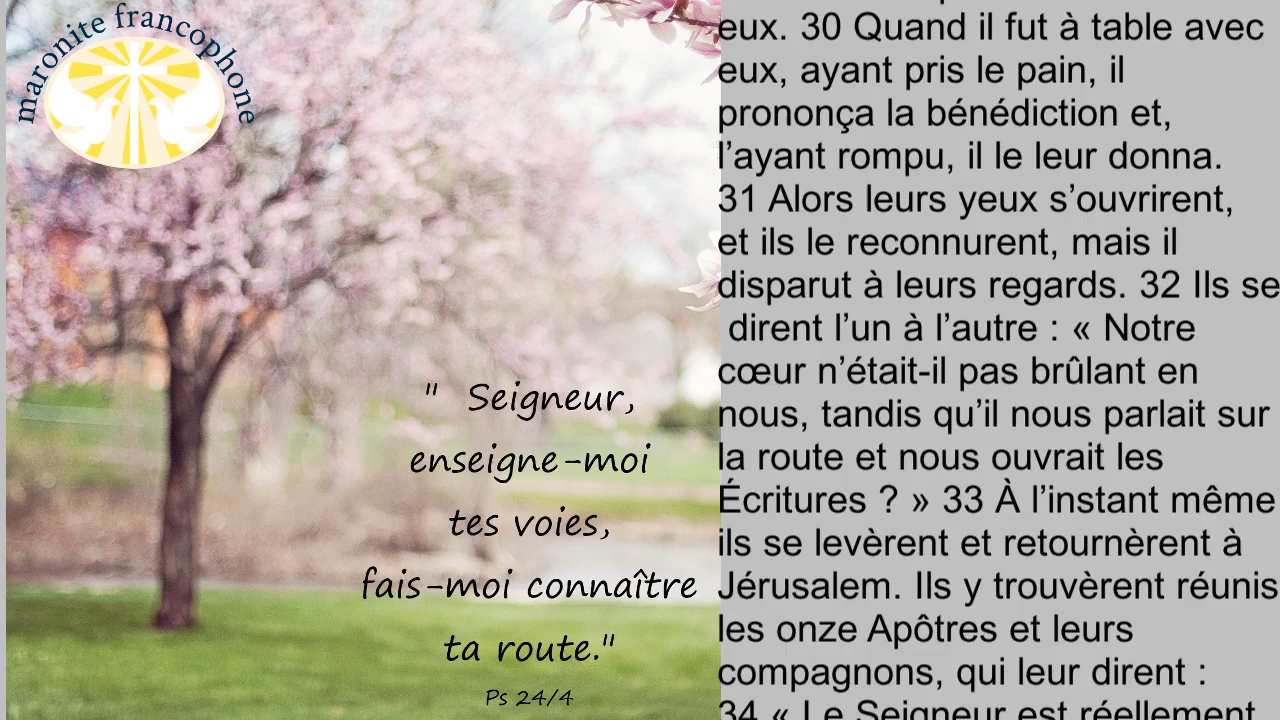 maronite francophone
" Seigneur,
enseigne-moi
tes voies,
fais-moi connaître
ta route."
Ps 24/4
eux. 30 Quand il fut à table avec
eux, ayant pris le pain, il
prononça la bénédiction et,
l’ayant rompu, il le leur donna.
31 Alors leurs yeux s’ouvrirent,
et ils le reconnurent, mais il
disparut à leurs regards. 32 Ils se
dirent l’un à l’autre : « Notre
cœur n’était-il pas brûlant en
nous, tandis qu’il nous parlait sur
la route et nous ouvrait les
Écritures ? » 33 À l’instant même
ils se levèrent et retournèrent à
Jérusalem. Ils y trouvèrent réunis
les onze Apôtres et leurs
compagnons, qui leur dirent :
34 « Le Seigneur est réellement